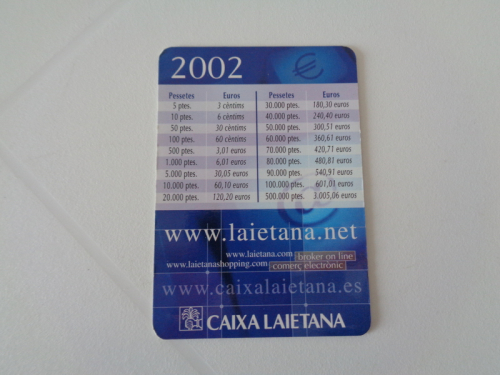 2002
Pessetes Euros Pessetes Euros
5 ptes. 3 cèntims 30.000 ptes. 180,30 euros
10 ptes. 6 cèntims 40.000 ptes. 240,40 euros
50 ptes. 30 cèntims 50.000 ptes. 300,51 euros
100 ptes. 60 cèntims 60.000 ptes. 360,61 euros
500 ptes. 3,01 euros 70.000 ptes. 420,71 euros
1.000 ptes. 6,01 euros 80.000 ptes. 480,81 euros
5.000 ptes. 30,05 euros 90.000 ptes. 540,91 euros
10.000 ptes. 60,10 euros 100.000 ptes. 601,01 euros
20.000 ptes. 120,20 euros 500.000 ptes. 3.005,06 euros
www.laietana.net
www.laietana.com broker on line
www.laietanashopping.com comerç electrònic
www.caixalaietana.es
CAIXA LAIETANA